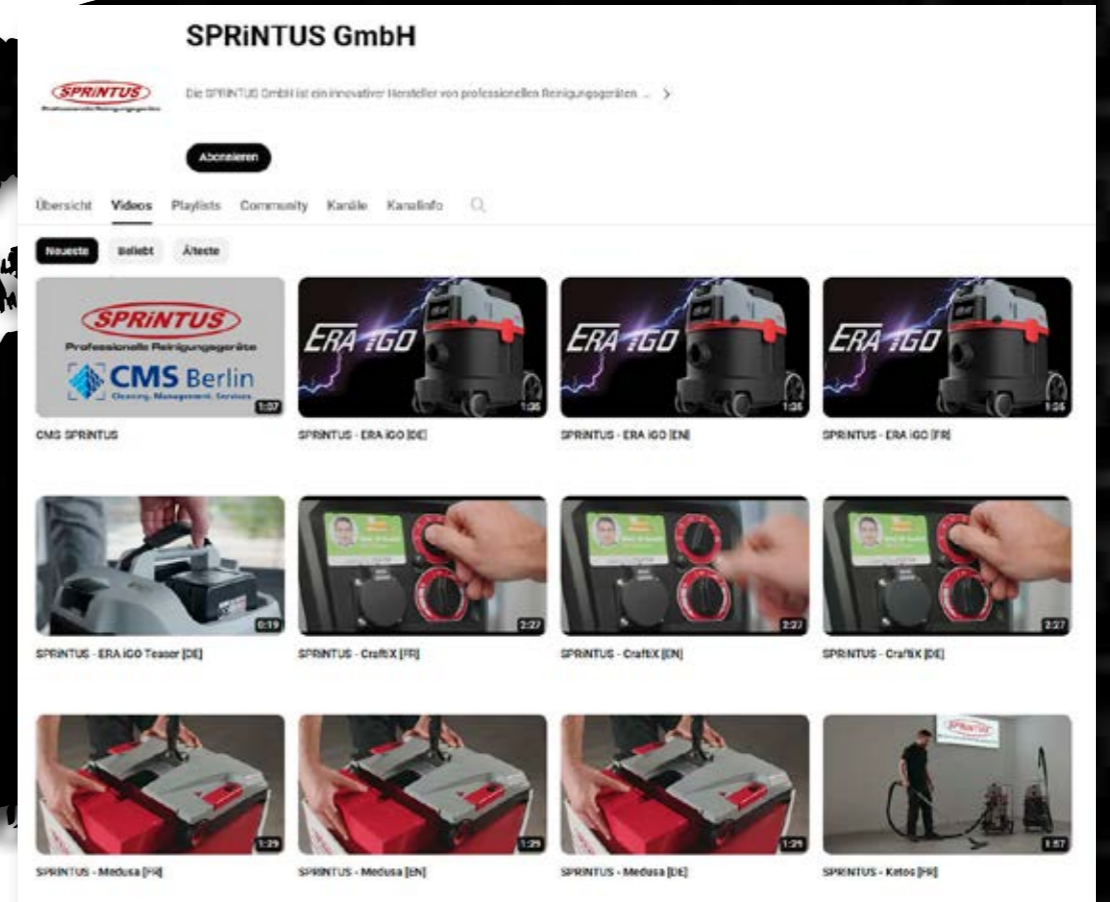 SPRiNTUS GmbH
SPRiNTUS
Die SPRINTUS GmbH ist ein innovativer Hersteller von professionellen Reinigungsgeräten ...
Abonnieren
Übersicht Videos Playlists Community Kanäle Kanalinfo
Neueste Beliebt Älteste
SPRiNTUS
Professionelle Reinigungsgeräte
CMS Berlin
Cleaning. Management. Services.
1:07
ERA iGO
1:35
ERA iGO
1:35
ERA iGO
1:35
CMS SPRiNTUS
SPRiNTUS - ERA iGO [DE]
SPRiNTUS - ERA iGO [EN]
SPRiNTUS - ERA iGO [FR]
0:19
2:27
2:27
2:27
SPRiNTUS - ERA iGO Teaser [DE]
SPRiNTUS - CraftiX [FR]
SPRiNTUS - CraftiX [EN]
SPRiNTUS - CraftiX [DE]
1:29
1:29
1:29
SPRiNTUS
1:57
SPRiNTUS - Medusa [FR]
SPRiNTUS - Medusa [EN]
SPRiNTUS - Medusa [DE]
SPRiNTUS - Ketos [FR]